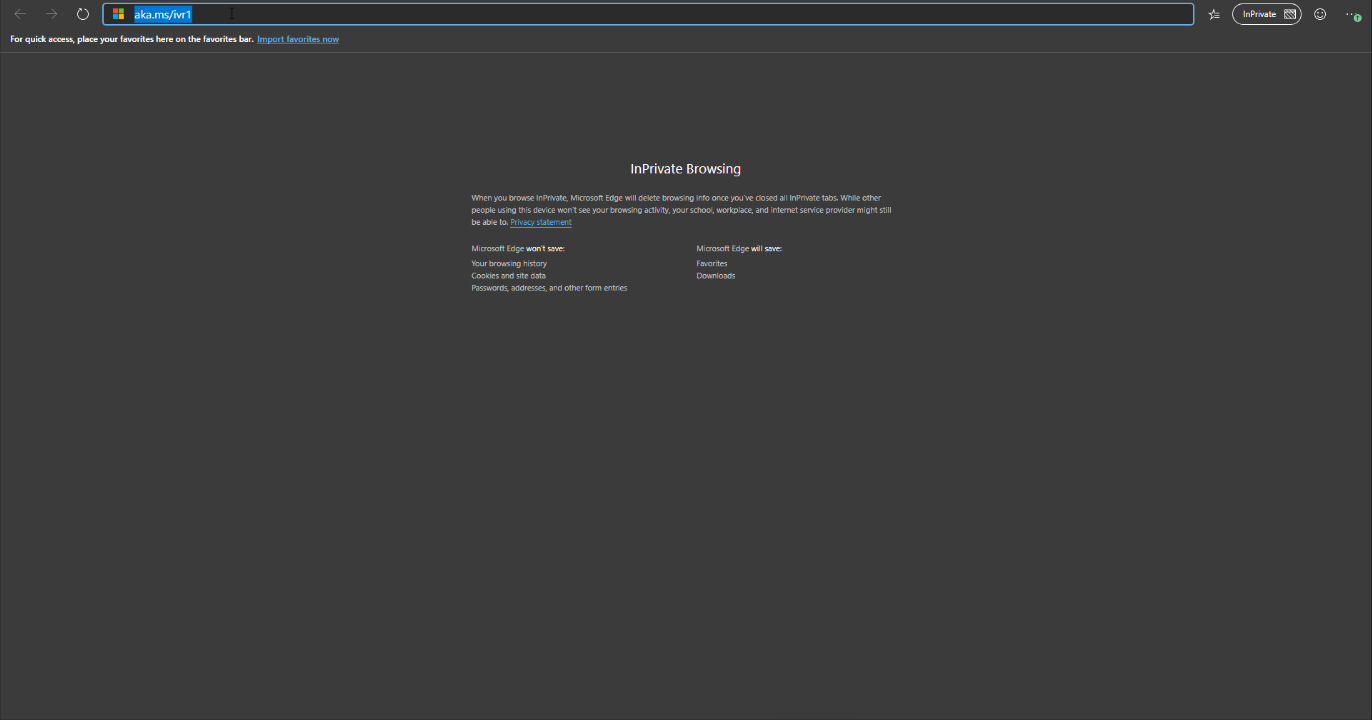 aka.ms/ivr1
InPrivate
For quick access, place your favorites here on the favorites bar. Import favorites now
InPrivate Browsing
When you browse InPrivate, Microsoft Edge will delete browsing info once you've closed all InPrivate tabs. While other
people using this device won't see your browsing activity, your school, workplace, and internet service provider might still
be able to. Privacy statement
Microsoft Edge won't save:
Your browsing history
Cookies and site data
Passwords, addresses, and other form entries
Microsoft Edge will save:
Favorites
Downloads